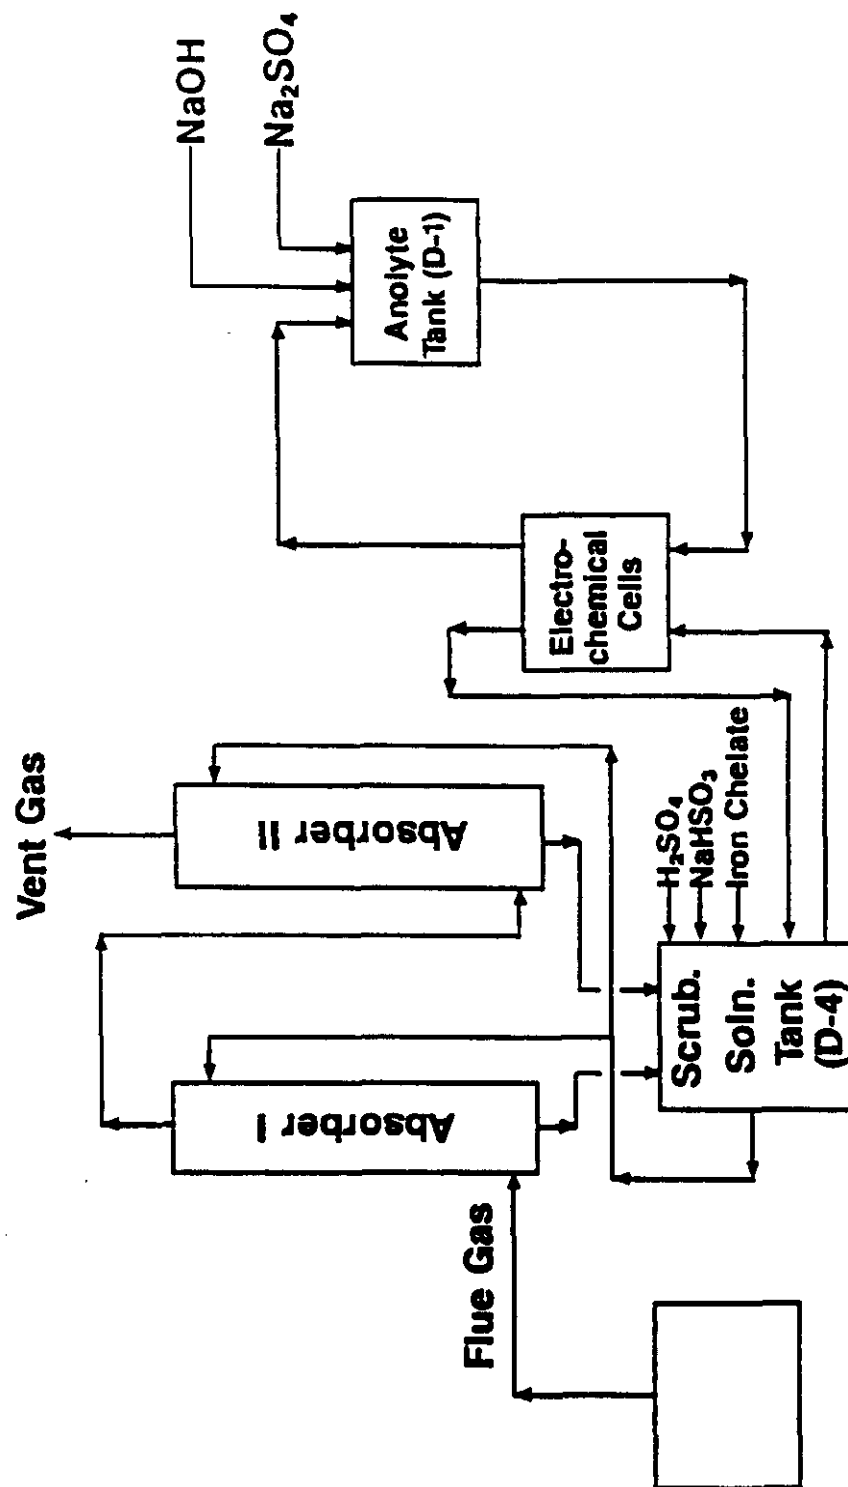 Vent Gas
Flue Gas
Absorber I
Absorber II
Scrub.
Soln.
Tank
(D-4)
H₂SO₄
NaHSO₃
Iron Chelate
Electro-
chemical
Cells
Anolyte
Tank (D-1)
NaOH
Na₂SO₄